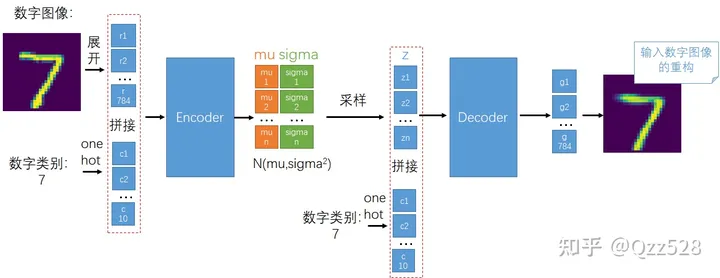 数字图像：
展
开
r1
r2
...
r
784
拼接
数字类别：
7
one
hot
c1
c2
...
c
10
Encoder
mu sigma
mu
1
sigma
1
mu
2
sigma
2
...
...
mu
n
sigma
n
N(mu,sigma²)
采样
Z
z1
z2
...
zn
拼接
数字类别：
7
one
hot
c1
c2
...
c
10
Decoder
g1
g2
...
g
784
输入数字图像
的重构
知乎 @Qzz528